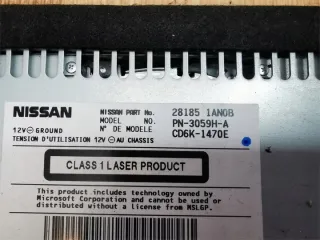 NISSAN
NISSAN PART No. 28185 1AN0B
MODEL NO. PN-3059H-A
12V⊖GROUND N° DE MODELE CD6K-1470E
TENSION D'UTILISATION 12V⊖AU CHASSIS
CLASS 1 LASER PRODUCT
This product includes technology owned by
Microsoft Corporation and cannot be used or
distributed without a license from MSLGP.